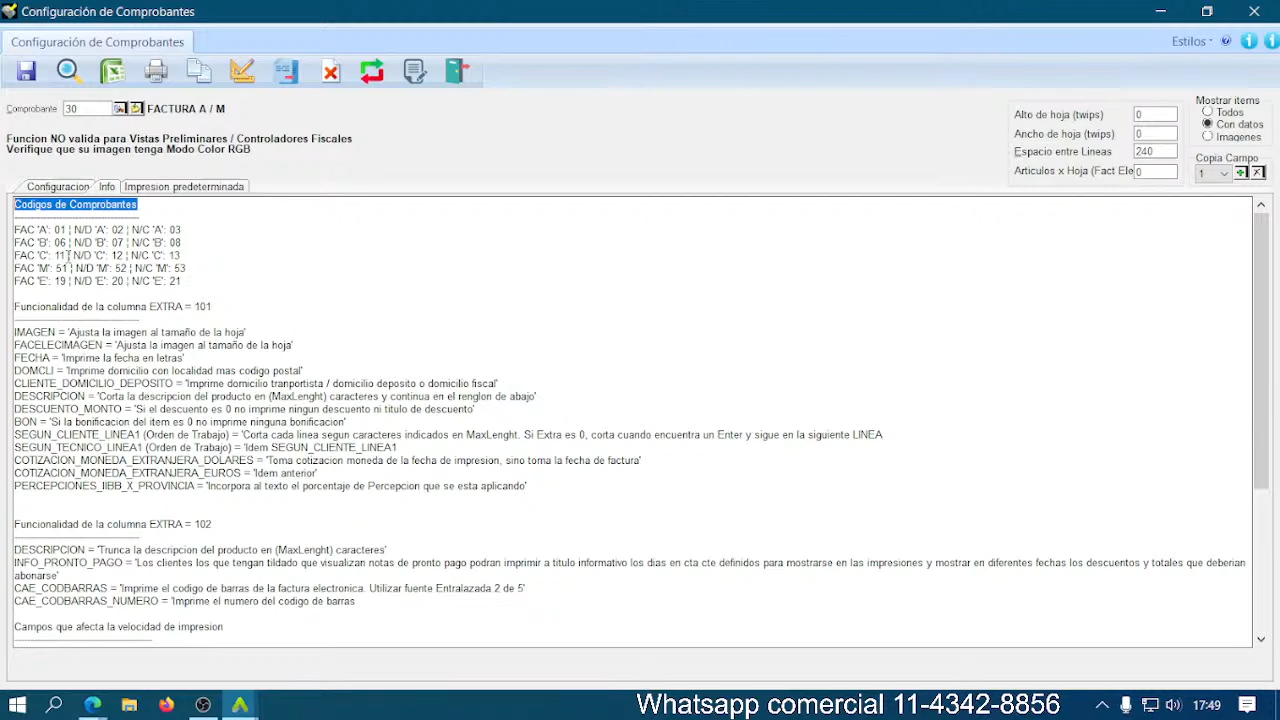 Configuración de Comprobantes
Configuración de Comprobantes
Estilos
Comprobante 30 FACTURA A / M
Funcion NO valida para Vistas Preliminares / Controladores Fiscales
Verifique que su imagen tenga Modo Color RGB
Alto de hoja (twips) 0
Ancho de hoja (twips) 0
Espacio entre Lineas 240
Articulos x Hoja (Fact Ele 0
Mostrar items
Todos
Con datos
Imagenes
Copia Campo
1
Configuracion Info Impresion predeterminada
Codigos de Comprobantes
FAC 'A': 01 ¦ N/D 'A': 02 ¦ N/C 'A': 03
FAC 'B': 06 ¦ N/D 'B': 07 ¦ N/C 'B': 08
FAC 'C': 11 ¦ N/D 'C': 12 ¦ N/C 'C': 13
FAC 'M': 51 ¦ N/D 'M': 52 ¦ N/C 'M': 53
FAC 'E': 19 ¦ N/D 'E': 20 ¦ N/C 'E': 21
Funcionalidad de la columna EXTRA = 101
IMAGEN = 'Ajusta la imagen al tamaño de la hoja'
FACELECIMAGEN = 'Ajusta la imagen al tamaño de la hoja'
FECHA = 'Imprime la fecha en letras'
DOMCLI = 'Imprime domicilio con localidad mas codigo postal'
CLIENTE_DOMICILIO_DEPOSITO = 'Imprime domicilio tranportista / domicilio deposito o domicilio fiscal'
DESCRIPCION = 'Corta la descripcion del producto en (MaxLenght) caracteres y continua en el renglon de abajo'
DESCUENTO_MONTO = 'Si el descuento es 0 no imprime ningun descuento ni titulo de descuento'
BON = 'Si la bonificacion del item es 0 no imprime ninguna bonificacion'
SEGUN_CLIENTE_LINEA1 (Orden de Trabajo) = 'Corta cada linea segun caracteres indicados en MaxLenght. Si Extra es 0, corta cuando encuentra un Enter y sigue en la siguiente LINEA
SEGUN_TECNICO_LINEA1 (Orden de Trabajo) = 'Idem SEGUN_CLIENTE_LINEA1
COTIZACION_MONEDA_EXTRANJERA_DOLARES = 'Toma cotizacion moneda de la fecha de impresion, sino toma la fecha de factura'
COTIZACION_MONEDA_EXTRANJERA_EUROS = 'Idem anterior'
PERCEPCIONES_IIBB_X_PROVINCIA = 'Incorpora al texto el porcentaje de Percepcion que se esta aplicando'
Funcionalidad de la columna EXTRA = 102
DESCRIPCION = 'Trunca la descripcion del producto en (MaxLenght) caracteres'
INFO_PRONTO_PAGO = 'Los clientes los que tengan tildado que visualizan notas de pronto pago podran imprimir a titulo informativo los dias en cta cte definidos para mostrarse en las impresiones y mostrar en diferentes fechas los descuentos y totales que deberian
abonarse'
CAE_CODBARRAS = 'imprime el codigo de barras de la factura electronica. Utilizar fuente Entralazada 2 de 5'
CAE_CODBARRAS_NUMERO = 'Imprime el numero del codigo de barras
Campos que afecta la velocidad de impresion
Whatsapp comercial 11-4342-8856
17:49